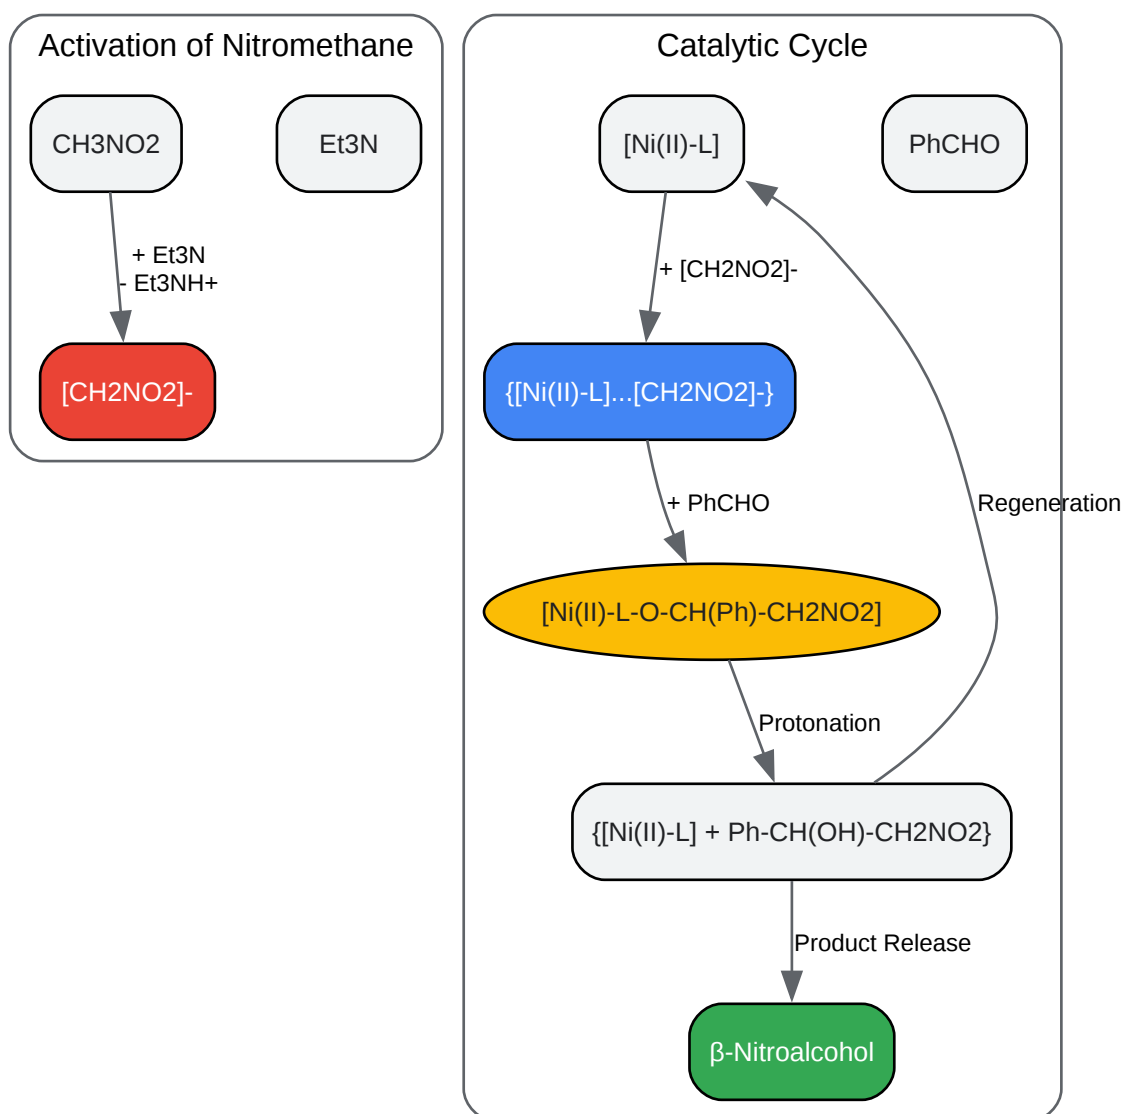 Activation of Nitromethane
CH3NO2
Et3N
+ Et3N
- Et3NH+
[CH2NO2]-
Catalytic Cycle
[Ni(II)-L]
PhCHO
+ [CH2NO2]-
{[Ni(II)-L]...[CH2NO2]-}
+ PhCHO
Regeneration
[Ni(II)-L-O-CH(Ph)-CH2NO2]
Protonation
{[Ni(II)-L] + Ph-CH(OH)-CH2NO2}
Product Release
β-Nitroalcohol